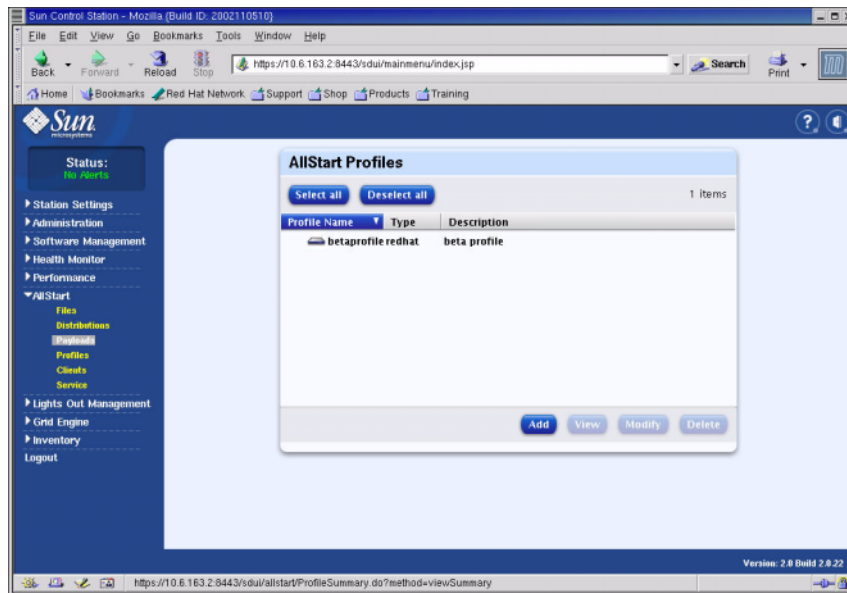 Sun Control Station - Mozilla {Build ID: 2002110510}
File Edit View Go Bookmarks Tools Window Help
Back Forward Reload Stop https://10.6.163.2:8443/sdui/mainmenu/index.jsp Search Print
Home Bookmarks Red Hat Network Support Shop Products Training
Sun
microsystems
?
Status:
No Alerts
Station Settings
Administration
Software Management
Health Monitor
Performance
AllStart
Files
Distributions
Payloads
Profiles
Clients
Service
Lights Out Management
Grid Engine
Inventory
Logout
AllStart Profiles
Select all Deselect all 1 items
Profile Name Type Description
betaprofile redhat beta profile
Add View Modify Delete
Version: 2.0 Build 2.0.22
https://10.6.163.2:8443/sdui/allstart/ProfileSummary.do?method=viewSummary